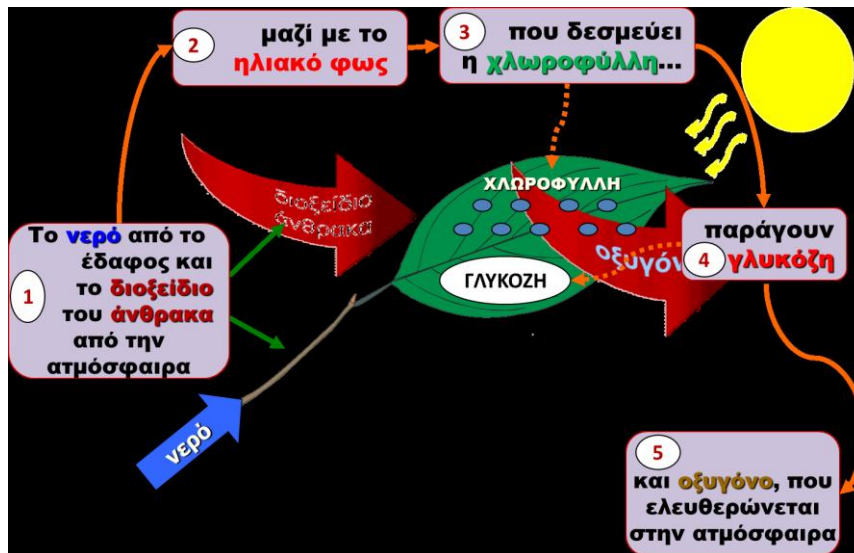 1
Το νερό από το
έδαφος και
το διοξείδιο
του άνθρακα
από την
ατμόσφαιρα
2
μαζί με το
ηλιακό φως
3
που δεσμεύει
η χλωροφύλλη...
διοξείδιο
άνθρακα
ΧΛΩΡΟΦΥΛΛΗ
οξυγόνο
ΓΛΥΚΟΖΗ
νερό
παράγουν
4
γλυκόζη
5
και οξυγόνο, που
ελευθερώνεται
στην ατμόσφαιρα